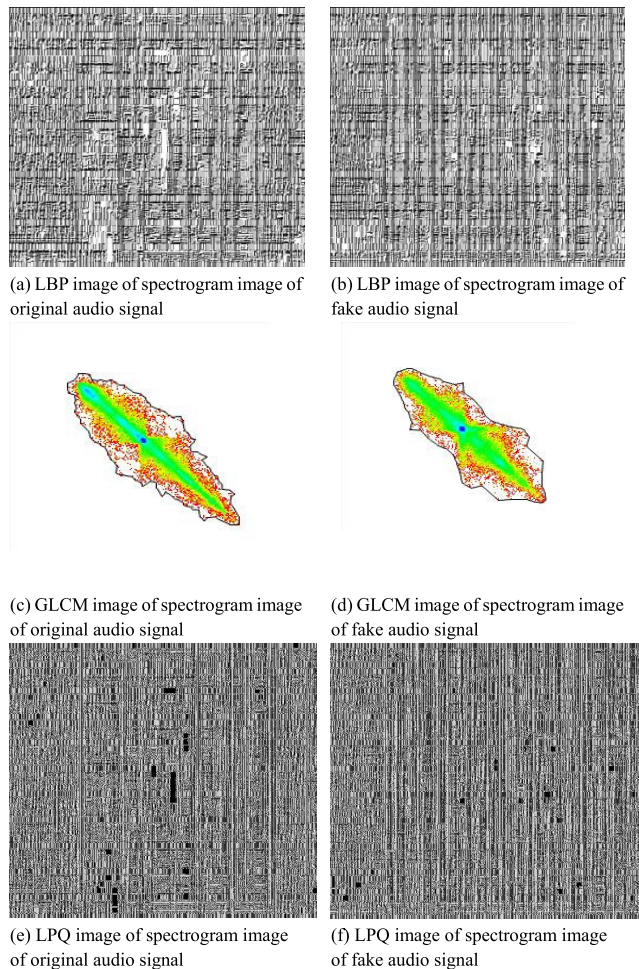 (a) LBP image of spectrogram image of
original audio signal
(b) LBP image of spectrogram image of
fake audio signal
(c) GLCM image of spectrogram image
of original audio signal
(d) GLCM image of spectrogram image
of fake audio signal
(e) LPQ image of spectrogram image
of original audio signal
(f) LPQ image of spectrogram image
of fake audio signal